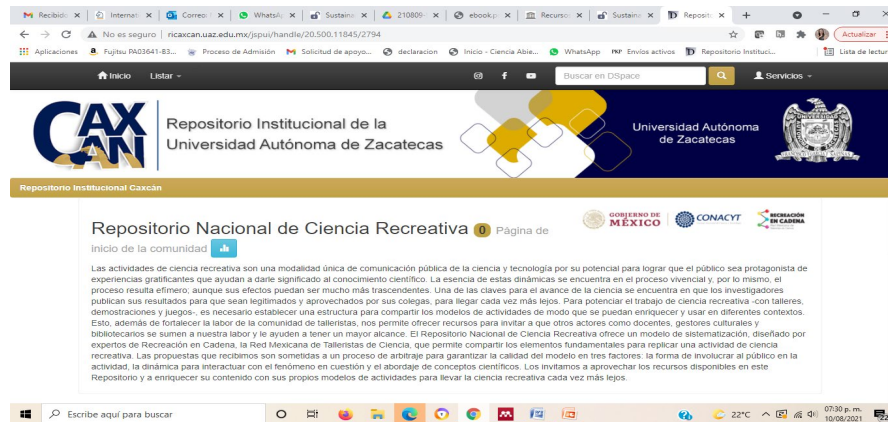 Recibido
Internati
Correo:
WhatsA
Sustaina
210809-
ebook.p
Recurso
Sustaina
Reposit
No es seguro | ricaxcan.uaz.edu.mx/jspui/handle/20.500.11845/2794
Actualizar
Aplicaciones
Fujitsu PA03641-B3...
Proceso de Admisión
Solicitud de apoyo...
declaracion
Inicio - Ciencia Abie...
WhatsApp
Envíos activos
Repositorio Instituci...
Lista de lectur
Inicio
Listar
Buscar en DSpace
Servicios
CAXCAN
Repositorio Institucional de la
Universidad Autónoma de Zacatecas
Universidad Autónoma
de Zacatecas
Repositorio Institucional Caxcán
GOBIERNO DE
MÉXICO
CONACYT
RECREACIÓN
EN CADENA
Repositorio Nacional de Ciencia Recreativa 0 Página de
inicio de la comunidad
Las actividades de ciencia recreativa son una modalidad única de comunicación pública de la ciencia y tecnología por su potencial para lograr que el público sea protagonista de
experiencias gratificantes que ayudan a darle significado al conocimiento científico. La esencia de estas dinámicas se encuentra en el proceso vivencial y, por lo mismo, el
proceso resulta efímero; aunque sus efectos puedan ser mucho más trascendentes. Una de las claves para el avance de la ciencia se encuentra en que los investigadores
publican sus resultados para que sean legitimados y aprovechados por sus colegas, para llegar cada vez más lejos. Para potenciar el trabajo de ciencia recreativa -con talleres,
demostraciones y juegos-, es necesario establecer una estructura para compartir los modelos de actividades de modo que se puedan enriquecer y usar en diferentes contextos.
Esto, además de fortalecer la labor de la comunidad de talleristas, nos permite ofrecer recursos para invitar a que otros actores como docentes, gestores culturales y
bibliotecarios se sumen a nuestra labor y le ayuden a tener un mayor alcance. El Repositorio Nacional de Ciencia Recreativa ofrece un modelo de sistematización, diseñado por
expertos de Recreación en Cadena, la Red Mexicana de Talleristas de Ciencia, que permite compartir los elementos fundamentales para replicar una actividad de ciencia
recreativa. Las propuestas que recibimos son sometidas a un proceso de arbitraje para garantizar la calidad del modelo en tres factores: la forma de involucrar al público en la
actividad, la dinámica para interactuar con el fenómeno en cuestión y el abordaje de conceptos científicos. Los invitamos a aprovechar los recursos disponibles en este
Repositorio y a enriquecer su contenido con sus propios modelos de actividades para llevar la ciencia recreativa cada vez más lejos.
Escribe aquí para buscar
22°C
07:30 p. m.
10/08/2021
22